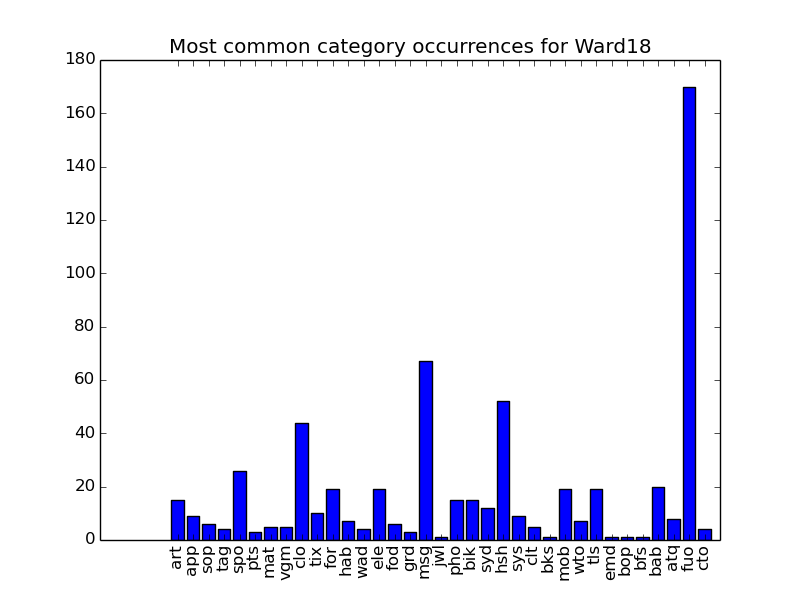 Most common category occurrences for Ward18
180
160
140
120
100
80
60
40
20
0
art
app
sop
tag
spo
pts
mat
vgm
clo
tix
for
hab
wad
ele
fod
grd
msg
jwl
pho
bik
syd
hsh
sys
clt
bks
mob
wto
tls
emd
bop
bfs
bab
atq
fuo
cto